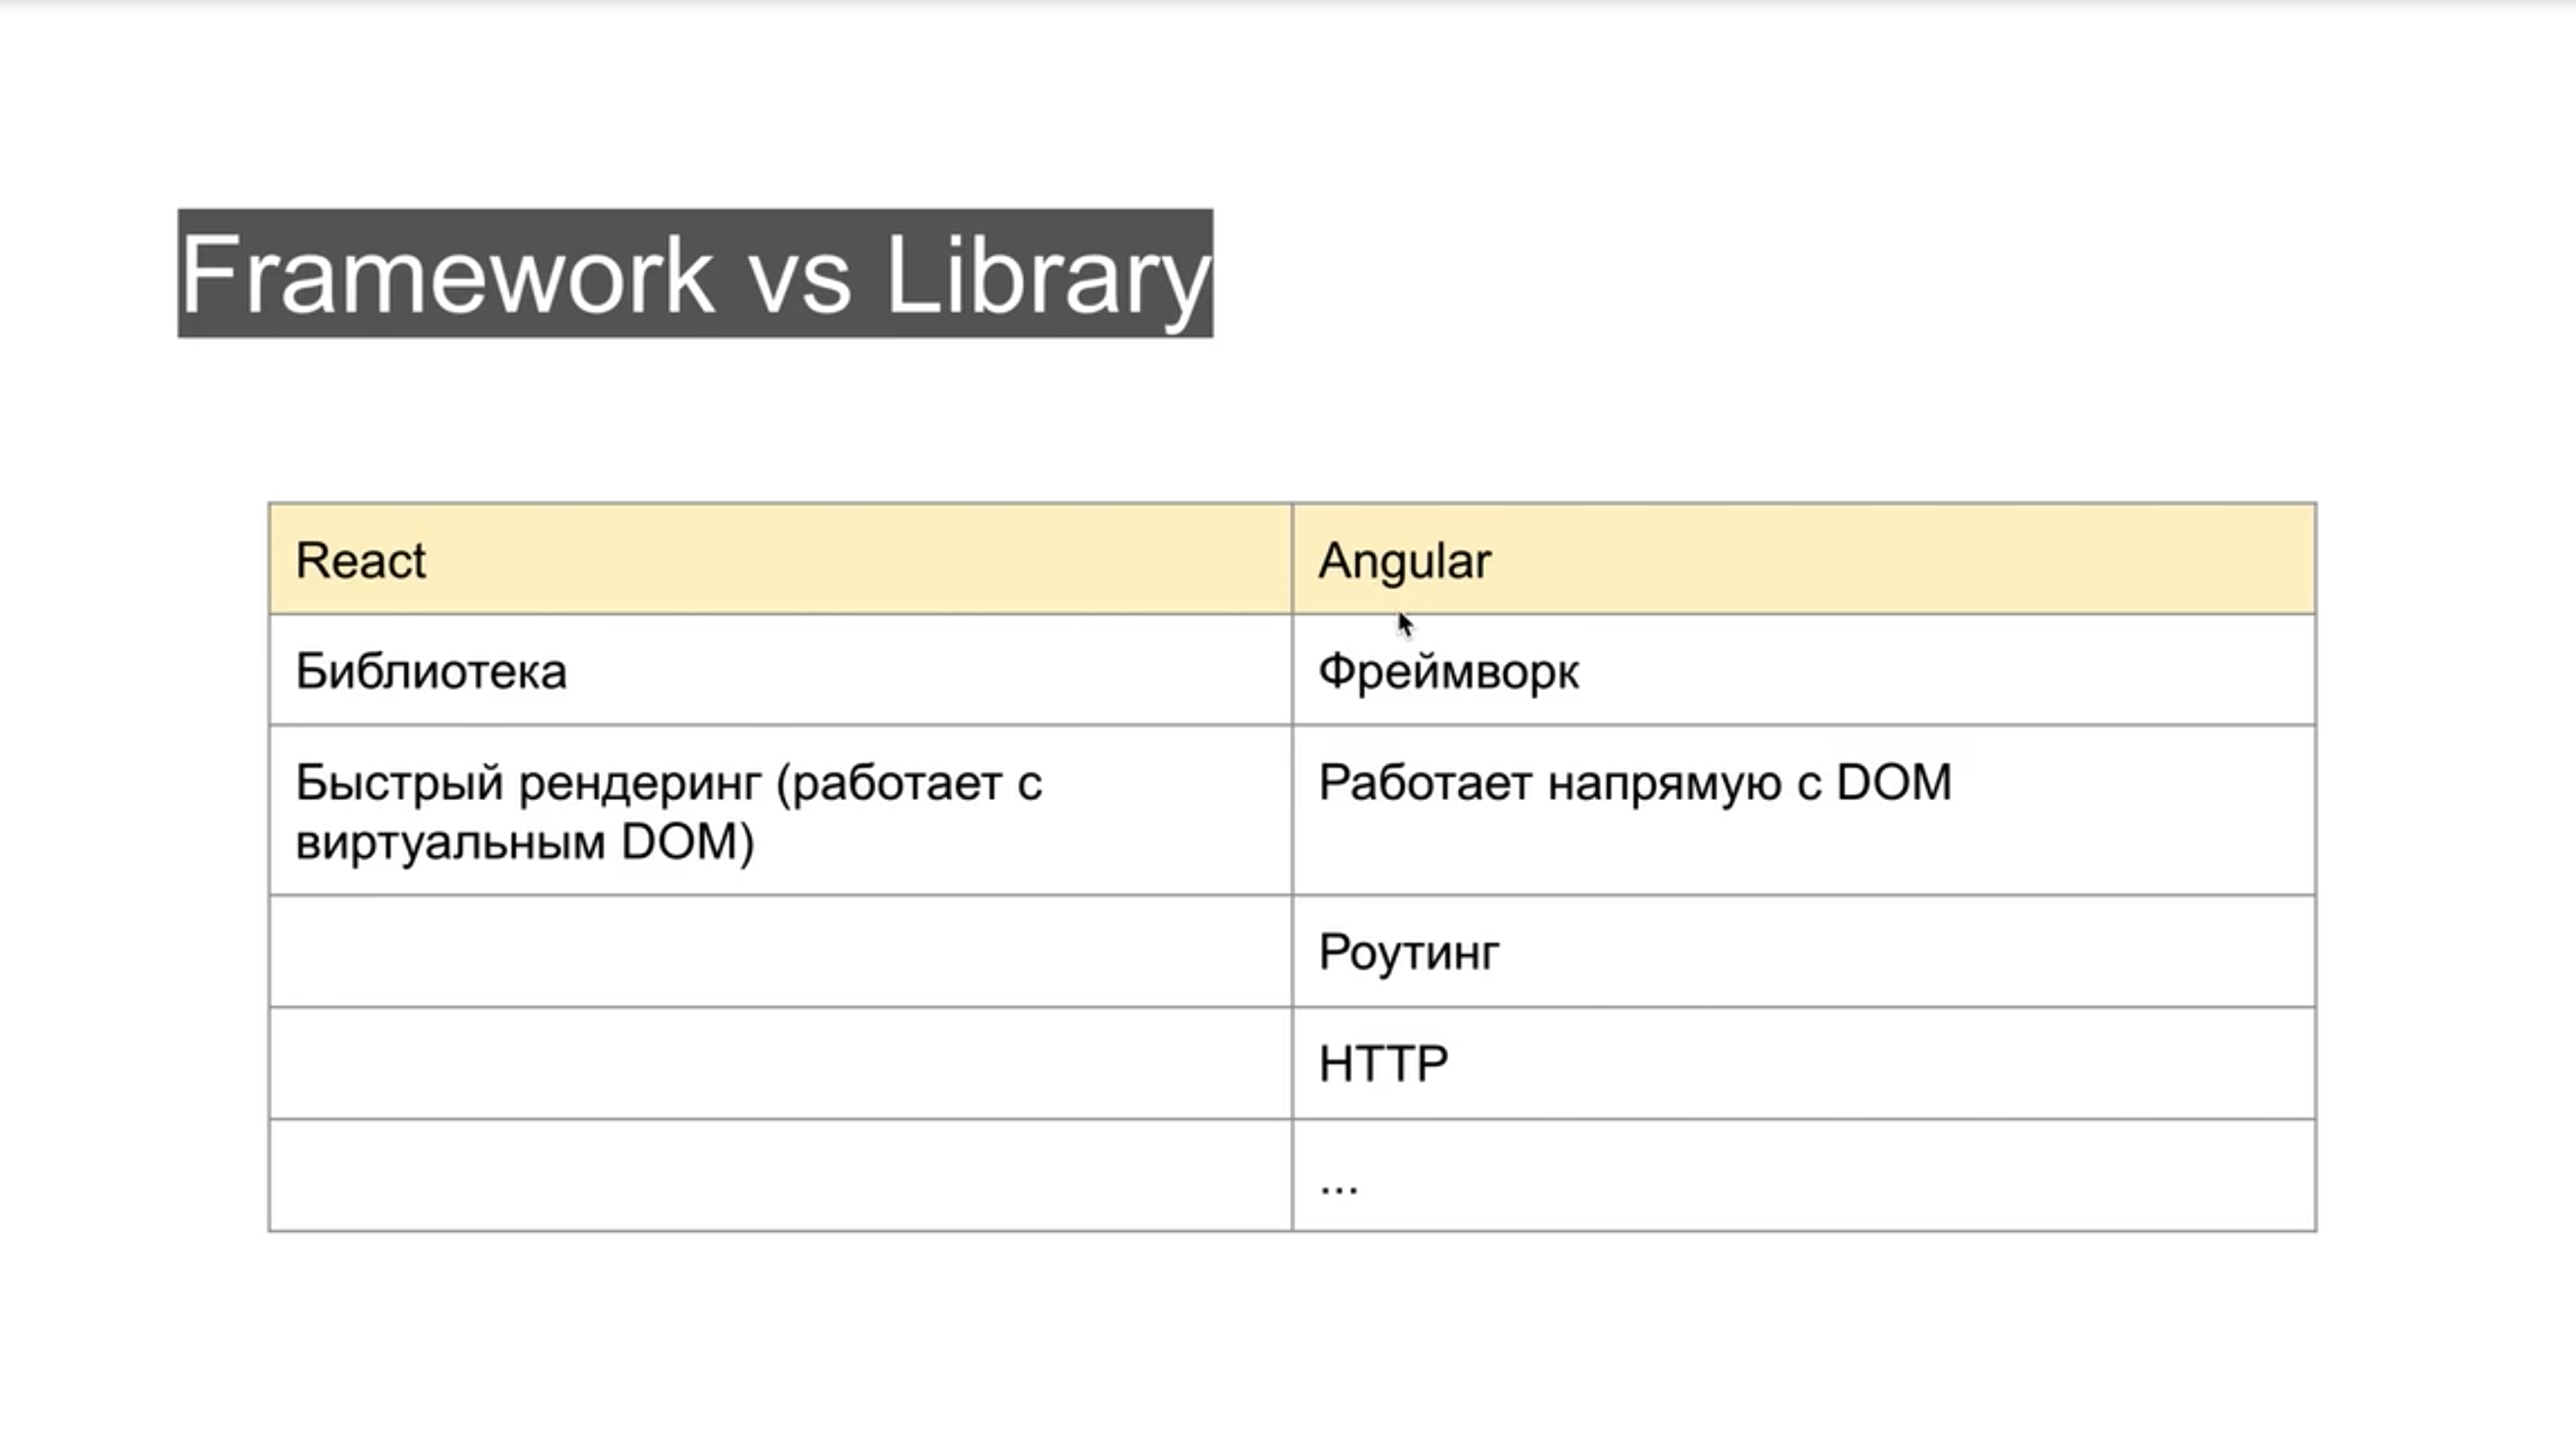 Framework vs Library
React
Angular
Библиотека
Фреймворк
Быстрый рендеринг (работает с
виртуальным DOM)
Работает напрямую с DOM
Роутинг
HTTP
...